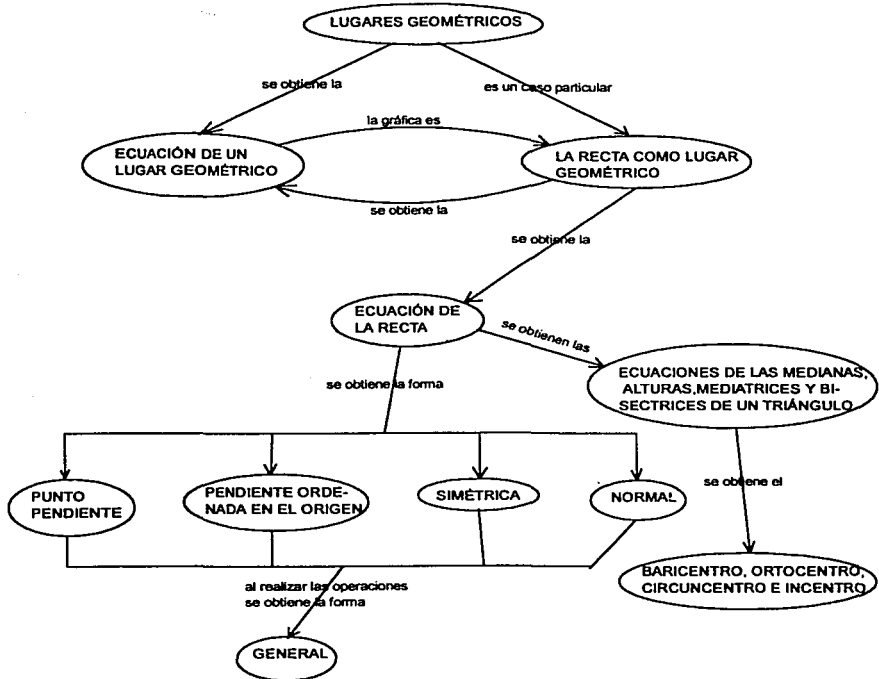 LUGARES GEOMÉTRICOS
se obtiene la
es un caso particular
la gráfica es
ECUACIÓN DE UN
LUGAR GEOMÉTRICO
LA RECTA COMO LUGAR
GEOMÉTRICO
se obtiene la
se obtiene la
ECUACIÓN DE
LA RECTA
se obtienen las
se obtiene la forma
ECUACIONES DE LAS MEDIANAS,
ALTURAS,MEDIATRICES Y BI-
SECTRICES DE UN TRIÁNGULO
PUNTO
PENDIENTE
PENDIENTE ORDE-
NADA EN EL ORIGEN
SIMÉTRICA
NORMAL
se obtiene el
al realizar las operaciones
se obtiene la forma
BARICENTRO, ORTOCENTRO,
CIRCUNCENTRO E INCENTRO
GENERAL